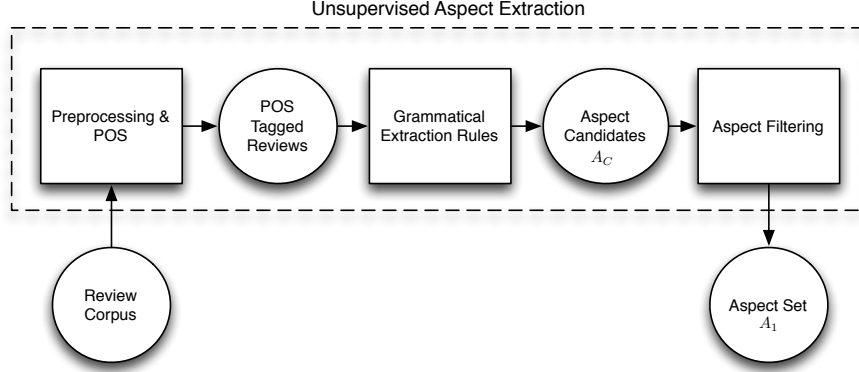 Unsupervised Aspect Extraction
Preprocessing &
POS
POS
Tagged
Reviews
Grammatical
Extraction Rules
Aspect
Candidates
A_C
Aspect Filtering
Review
Corpus
Aspect Set
A_1